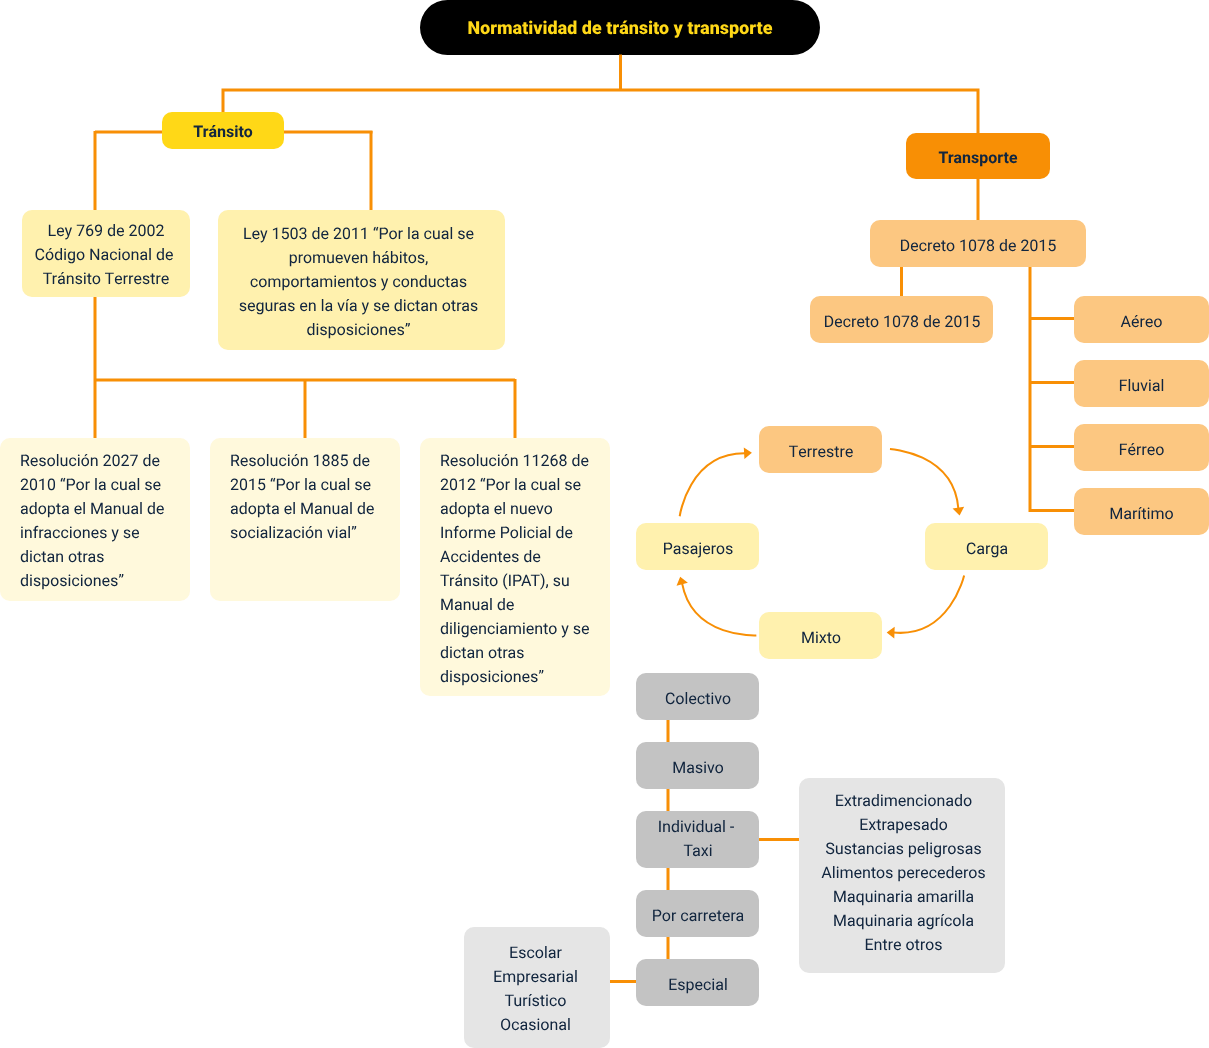 Normatividad de tránsito y transporte
Tránsito
Transporte
Ley 769 de 2002
Código Nacional de
Tránsito Terrestre
Ley 1503 de 2011 “Por la cual se
promueven hábitos,
comportamientos y conductas
seguras en la vía y se dictan otras
disposiciones”
Resolución 2027 de
2010 “Por la cual se
adopta el Manual de
infracciones y se
dictan otras
disposiciones”
Resolución 1885 de
2015 “Por la cual se
adopta el Manual de
socialización vial”
Resolución 11268 de
2012 “Por la cual se
adopta el nuevo
Informe Policial de
Accidentes de
Tránsito (IPAT), su
Manual de
diligenciamiento y se
dictan otras
disposiciones”
Decreto 1078 de 2015
Decreto 1078 de 2015
Aéreo
Fluvial
Férreo
Marítimo
Terrestre
Pasajeros
Carga
Mixto
Colectivo
Masivo
Individual -
Taxi
Por carretera
Especial
Extradimencionado
Extrapesado
Sustancias peligrosas
Alimentos perecederos
Maquinaria amarilla
Maquinaria agrícola
Entre otros
Escolar
Empresarial
Turístico
Ocasional